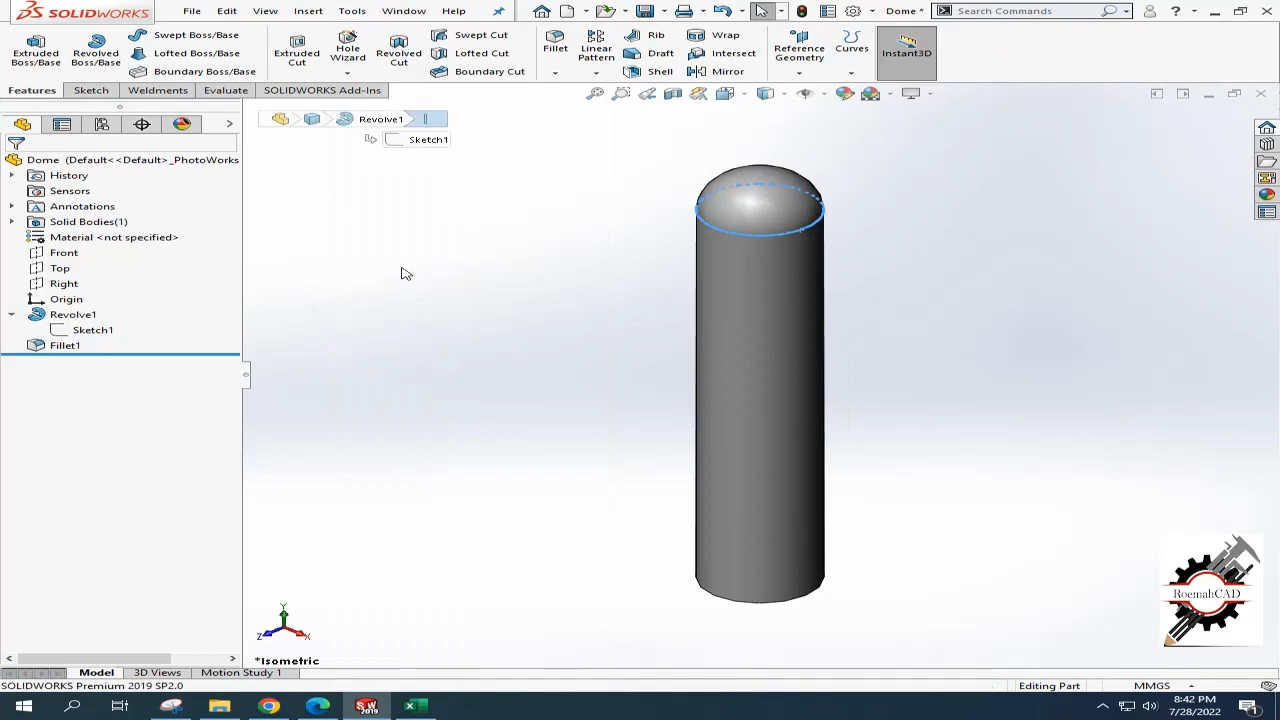 SOLIDWORKS File Edit View Insert Tools Window Help Dome * Search Commands ?
Extruded Boss/Base
Revolved Boss/Base
Swept Boss/Base
Lofted Boss/Base
Boundary Boss/Base
Extruded Cut
Hole Wizard
Revolved Cut
Swept Cut
Lofted Cut
Boundary Cut
Fillet
Linear Pattern
Rib
Draft
Shell
Wrap
Intersect
Mirror
Reference Geometry
Curves
Instant3D
Features Sketch Weldments Evaluate SOLIDWORKS Add-Ins
Revolve1
Sketch1
Dome (Default<<Default>_PhotoWorks
History
Sensors
Annotations
Solid Bodies(1)
Material <not specified>
Front
Top
Right
Origin
Revolve1
Sketch1
Fillet1
Y
Z X
*Isometric
RoemahCAD
Model 3D Views Motion Study 1
SOLIDWORKS Premium 2019 SP2.0 Editing Part MMGS
SW 2019
8:42 PM
7/28/2022
1